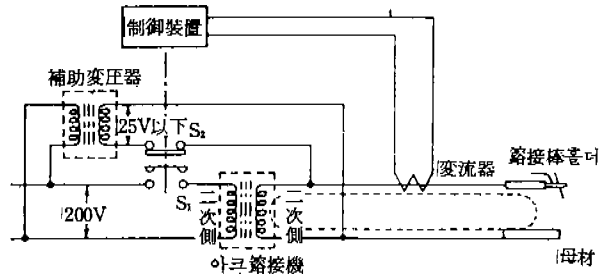 制御装置
補助変圧器
25V以下
S₂
変流器
鎔接棒홀더
200V
S₁
二次側
二次側
母材
아크鎔接機